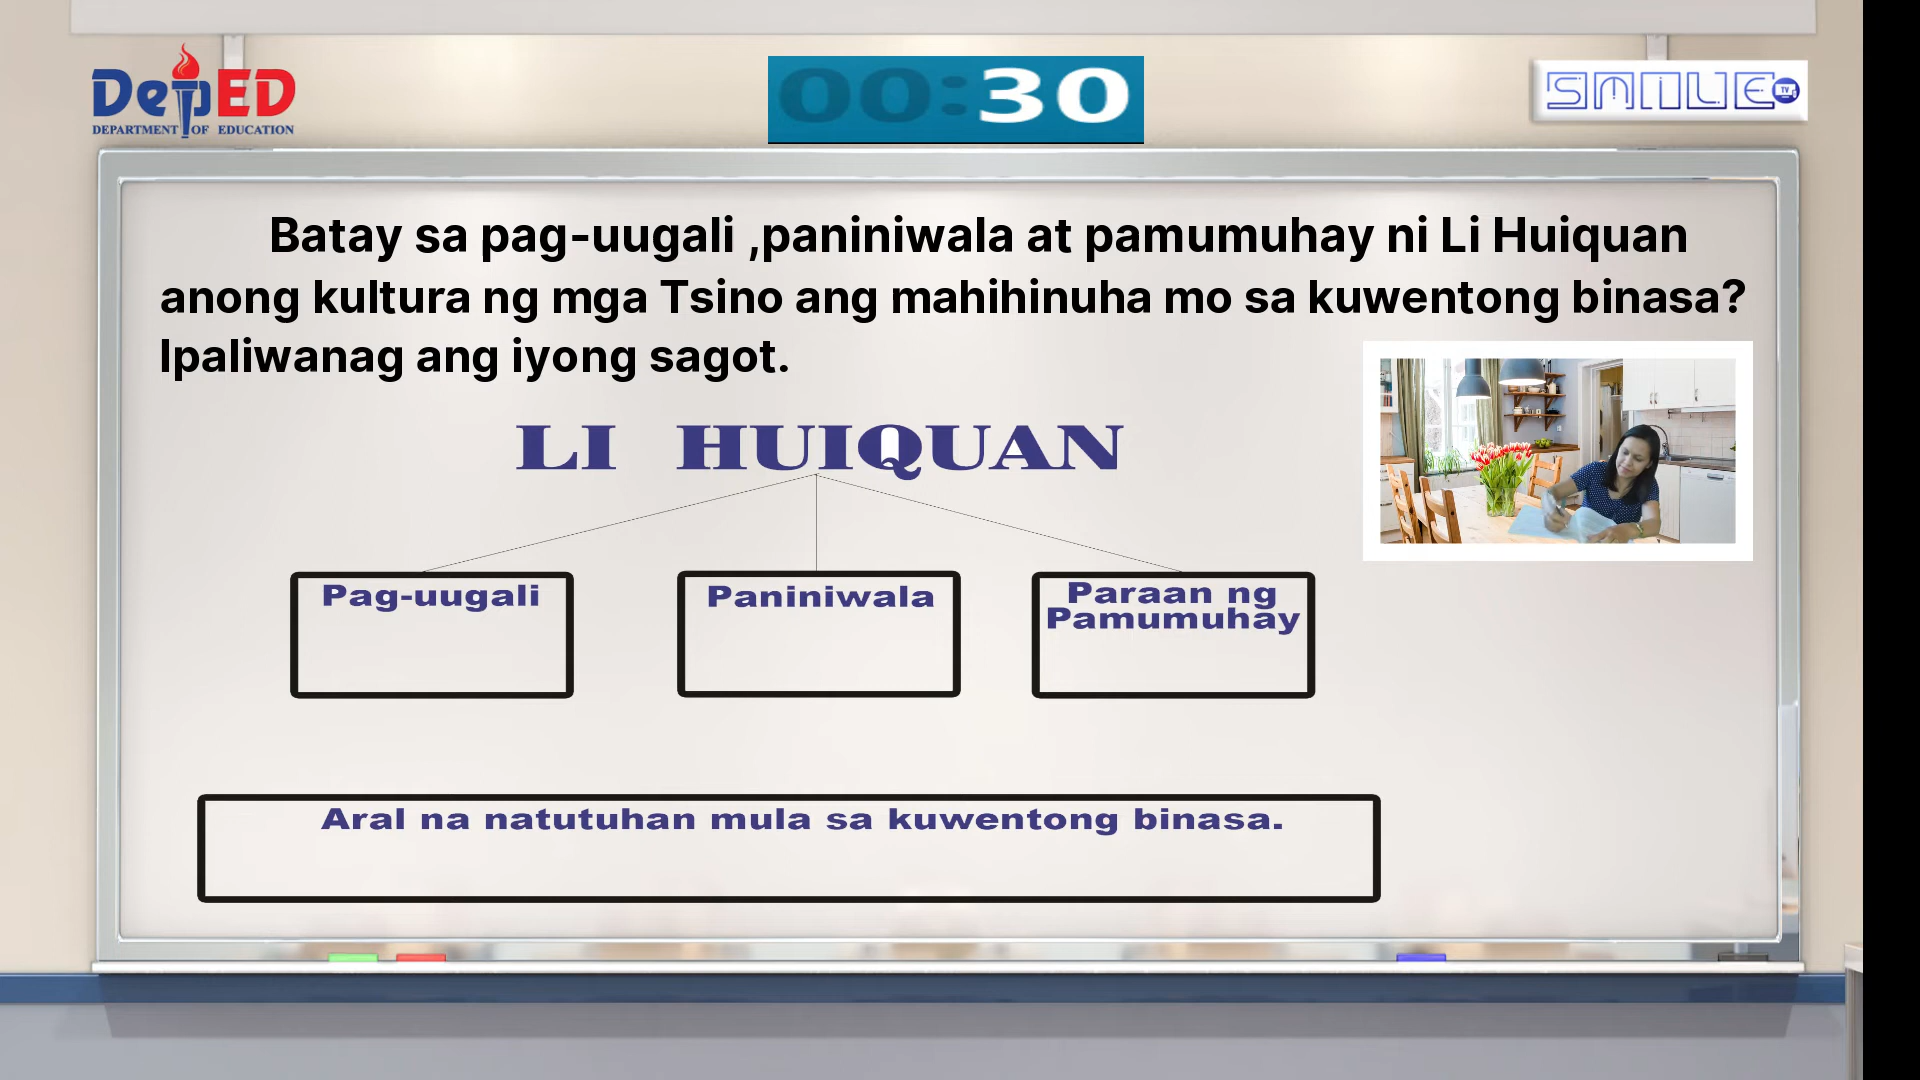 DepED
DEPARTMENT OF EDUCATION
00:30
SMILE TV
Batay sa pag-uugali ,paniniwala at pamumuhay ni Li Huiquan
anong kultura ng mga Tsino ang mahihinuha mo sa kuwentong binasa?
Ipaliwanag ang iyong sagot.
LI HUIQUAN
Pag-uugali
Paniniwala
Paraan ng
Pamumuhay
Aral na natutuhan mula sa kuwentong binasa.